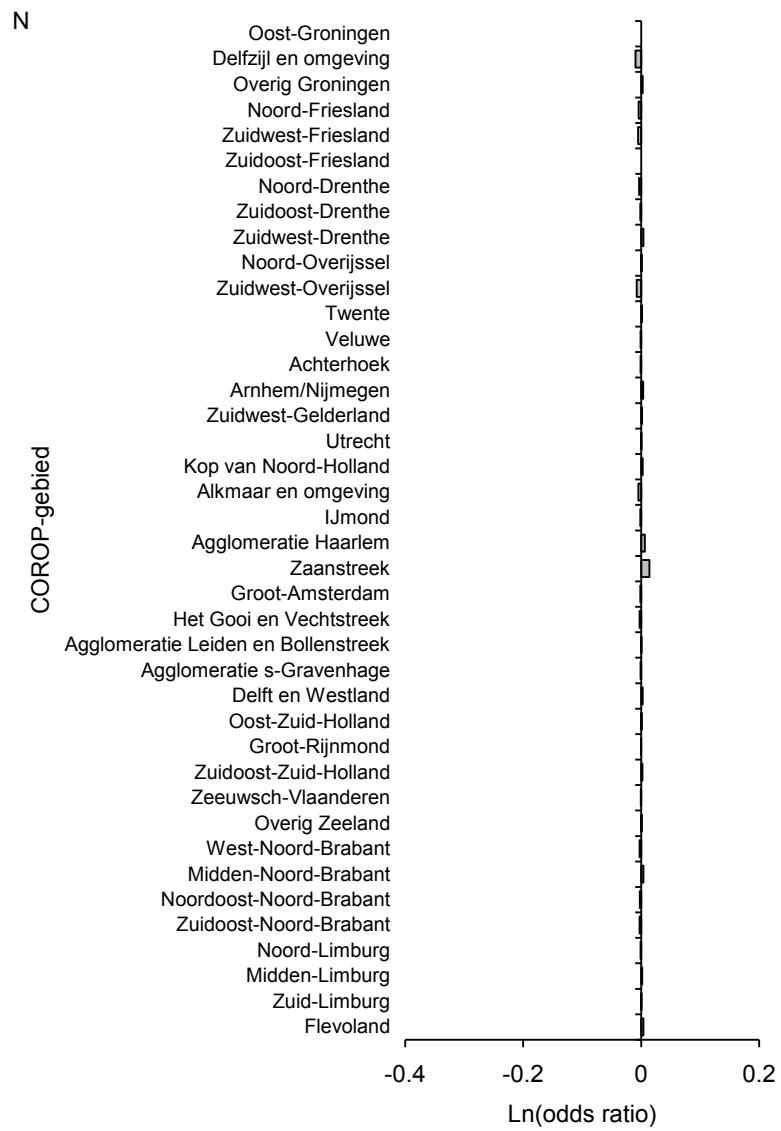 N
Oost-Groningen
Delfzijl en omgeving
Overig Groningen
Noord-Friesland
Zuidwest-Friesland
Zuidoost-Friesland
Noord-Drenthe
Zuidoost-Drenthe
Zuidwest-Drenthe
Noord-Overijssel
Zuidwest-Overijssel
Twente
Veluwe
Achterhoek
Arnhem/Nijmegen
Zuidwest-Gelderland
Utrecht
Kop van Noord-Holland
Alkmaar en omgeving
IJmond
Agglomeratie Haarlem
Zaanstreek
Groot-Amsterdam
Het Gooi en Vechtstreek
Agglomeratie Leiden en Bollenstreek
Agglomeratie s-Gravenhage
Delft en Westland
Oost-Zuid-Holland
Groot-Rijnmond
Zuidoost-Zuid-Holland
Zeeuwsch-Vlaanderen
Overig Zeeland
West-Noord-Brabant
Midden-Noord-Brabant
Noordoost-Noord-Brabant
Zuidoost-Noord-Brabant
Noord-Limburg
Midden-Limburg
Zuid-Limburg
Flevoland
COROP-gebied
-0.4 -0.2 0 0.2
Ln(odds ratio)